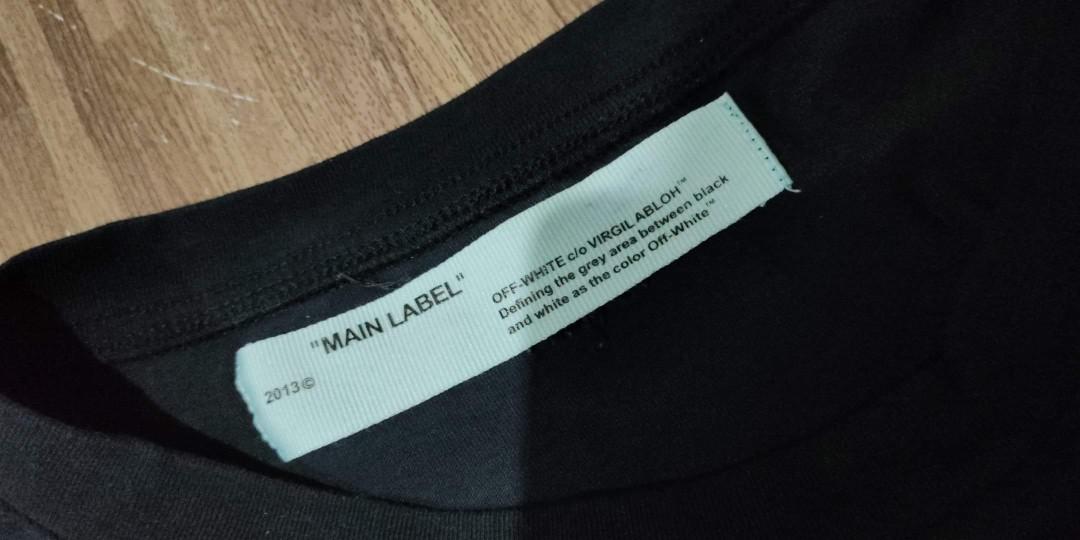 "MAIN LABEL"
2013©
OFF-WHITE c/o VIRGIL ABLOH™
Defining the grey area between black
and white as the color Off-White™